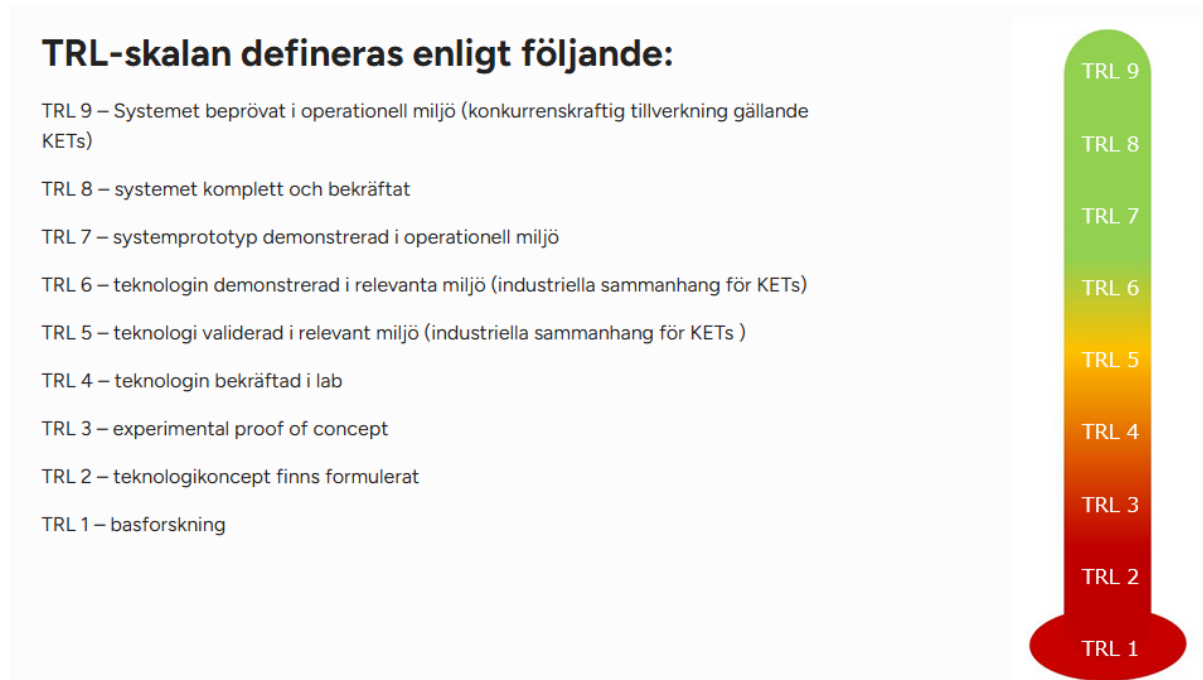 TRL-skalan defineras enligt följande:
TRL 9 – Systemet beprövat i operationell miljö (konkurrenskraftig tillverkning gällande
KETs)
TRL 8 – systemet komplett och bekräftat
TRL 7 – systemprototyp demonstrerad i operationell miljö
TRL 6 – teknologin demonstrerad i relevanta miljö (industriella sammanhang för KETs)
TRL 5 – teknologi validerad i relevant miljö (industriella sammanhang för KETs )
TRL 4 – teknologin bekräftad i lab
TRL 3 – experimental proof of concept
TRL 2 – teknologikoncept finns formulerat
TRL 1 – basforskning
TRL 9
TRL 8
TRL 7
TRL 6
TRL 5
TRL 4
TRL 3
TRL 2
TRL 1